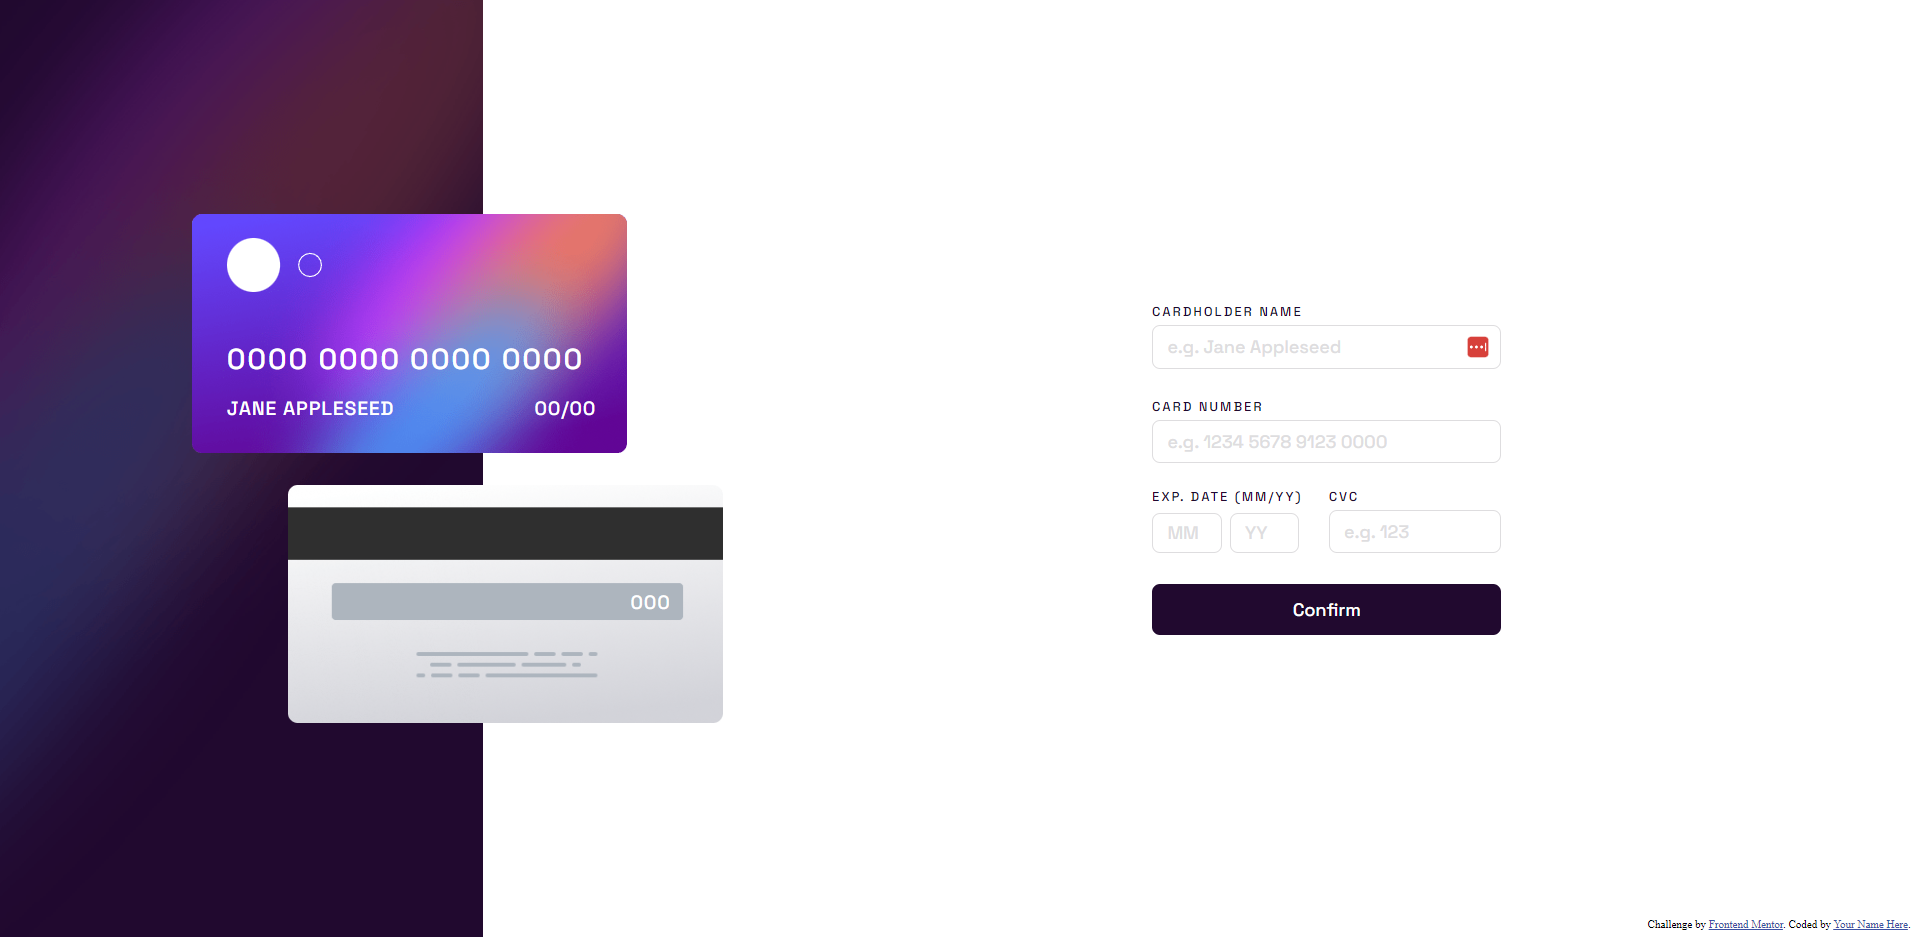 0000 0000 0000 0000
JANE APPLESEED 00/00
000
CARDHOLDER NAME
e.g. Jane Appleseed
CARD NUMBER
e.g. 1234 5678 9123 0000
EXP. DATE (MM/YY) CVC
MM YY e.g. 123
Confirm
Challenge by Frontend Mentor. Coded by Your Name Here.